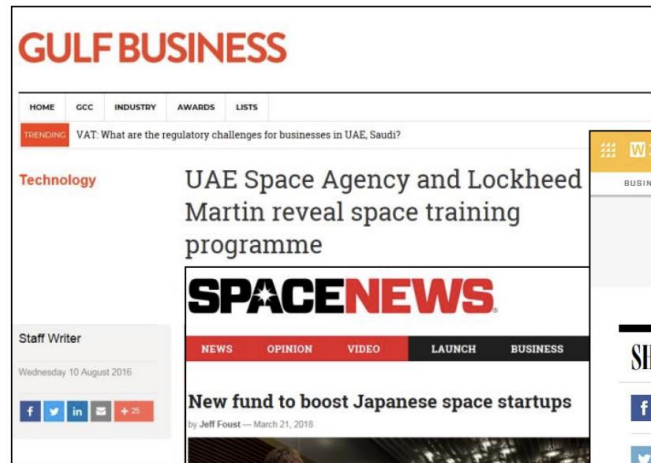 GULF BUSINESS
HOME GCC INDUSTRY AWARDS LISTS
TRENDING VAT: What are the regulatory challenges for businesses in UAE, Saudi?
Technology
UAE Space Agency and Lockheed
Martin reveal space training
programme
Staff Writer
Wednesday 10 August 2016
+ 25
SPACENEWS
NEWS OPINION VIDEO LAUNCH BUSINESS
New fund to boost Japanese space startups
by Jeff Foust — March 21, 2018
W
BUSIN
SH